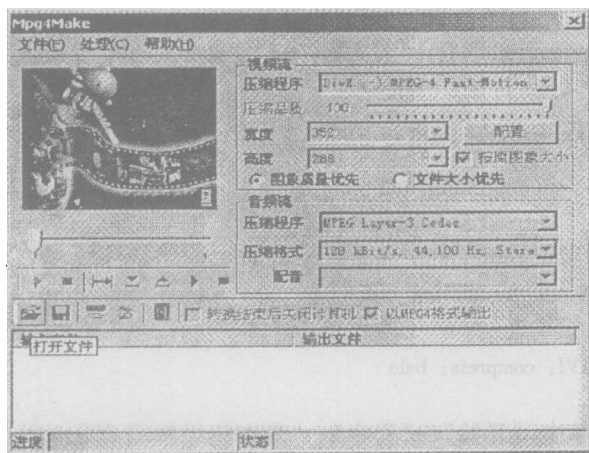 Mpg4Make
文件(F) 处理(C) 帮助(H)
视频流
压缩程序 DivX -3 MPEG-4 Fast-Motion
压缩品质 100
宽度 352 配置
高度 288 按原图象大小
图象质量优先 文件大小优先
音频流
压缩程序 MPEG Layer-3 Codec
压缩格式 128 kBit/s, 44,100 Hz, Stere
配音
转换结束后关闭计算机 以MPEG4格式输出
输出文件
打开文件
进度 状态